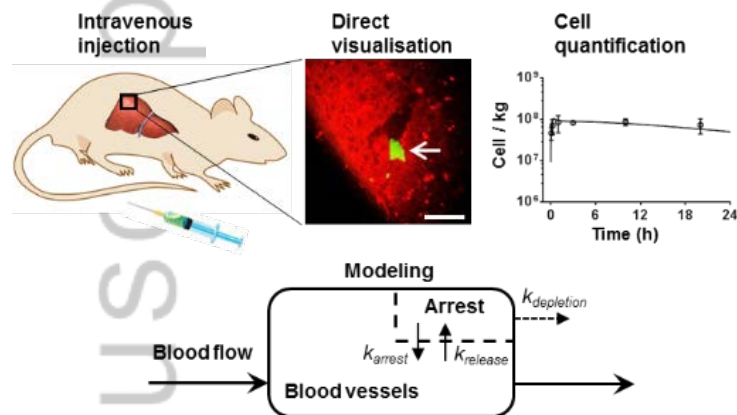 Intravenous
injection
Direct
visualisation
Cell
quantification
Cell / kg
10⁹
10⁸
10⁷
10⁶
0 6 12 18 24
Time (h)
Modeling
Arrest
k_depletion
k_arrest
k_release
Blood flow
Blood vessels
usc